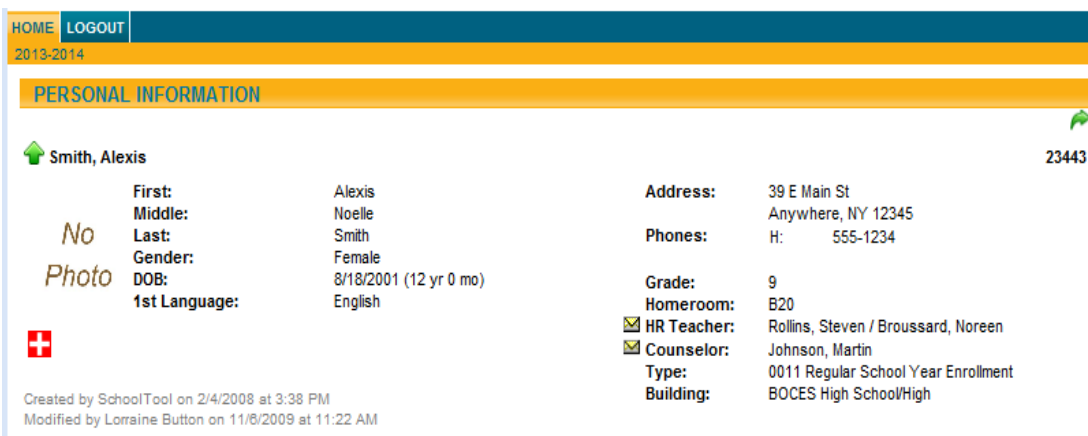 HOME LOGOUT
2013-2014
PERSONAL INFORMATION
Smith, Alexis 23443
No
Photo
First: Alexis
Middle: Noelle
Last: Smith
Gender: Female
DOB: 8/18/2001 (12 yr 0 mo)
1st Language: English
Address: 39 E Main St
Anywhere, NY 12345
Phones: H: 555-1234
Grade: 9
Homeroom: B20
HR Teacher: Rollins, Steven / Broussard, Noreen
Counselor: Johnson, Martin
Type: 0011 Regular School Year Enrollment
Building: BOCES High School/High
Created by SchoolTool on 2/4/2008 at 3:38 PM
Modified by Lorraine Button on 11/6/2009 at 11:22 AM